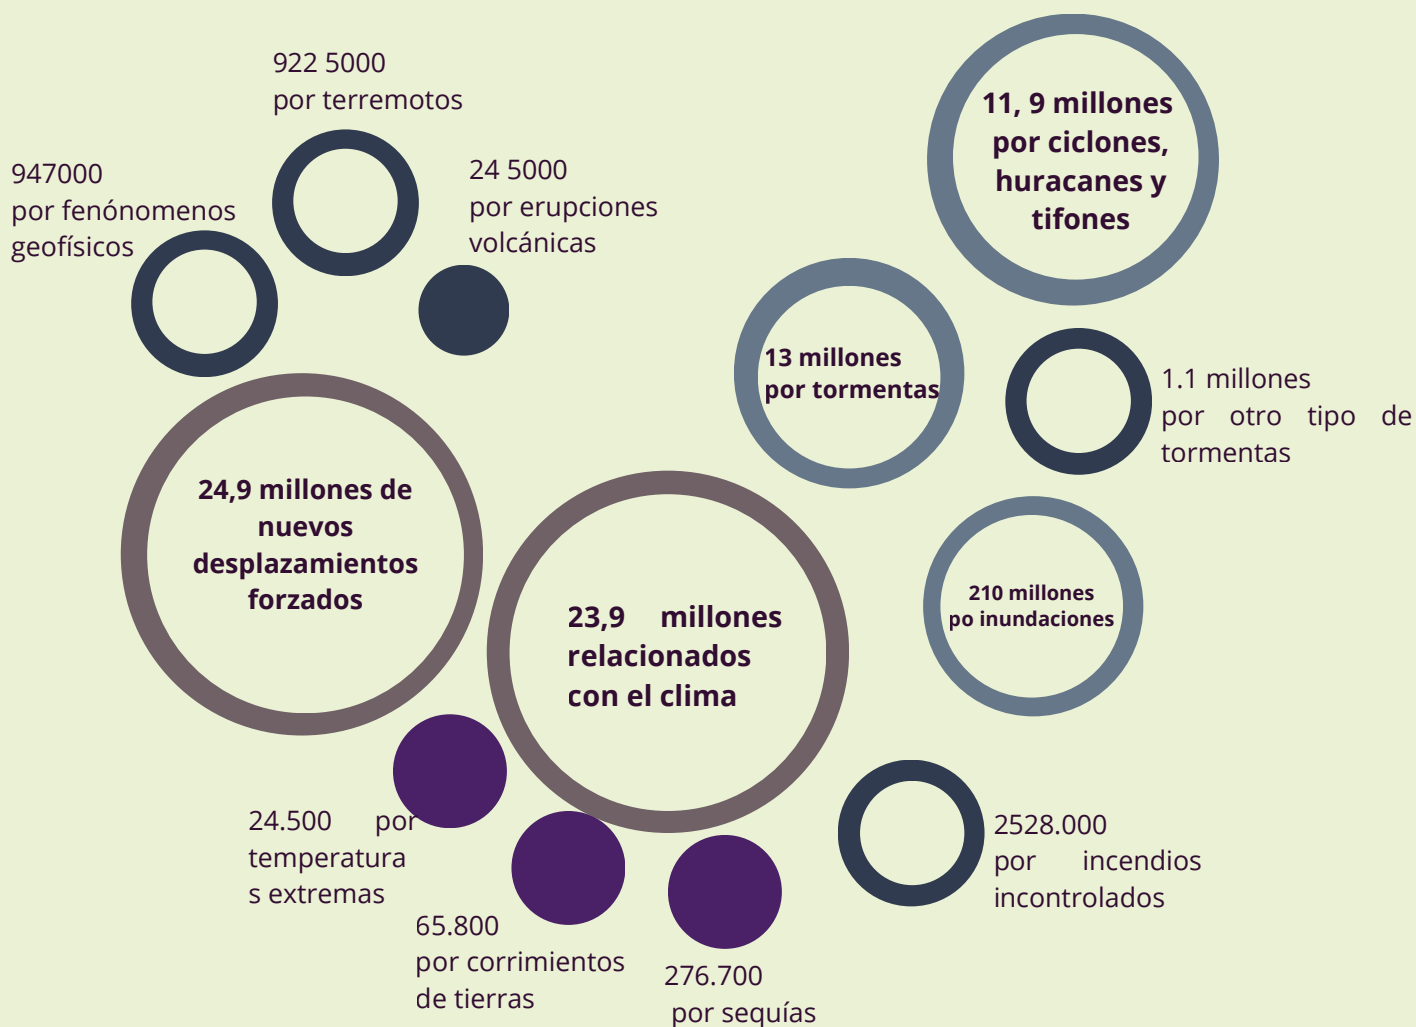 922 5000
por terremotos
947000
por fenónomenos
geofísicos
24 5000
por erupciones
volcánicas
11, 9 millones
por ciclones,
huracanes y
tifones
13 millones
por tormentas
1.1 millones
por otro tipo de
tormentas
24,9 millones de
nuevos
desplazamientos
forzados
23,9 millones
relacionados
con el clima
210 millones
po inundaciones
24.500 por
temperatura
s extremas
65.800
por corrimientos
de tierras
276.700
por sequías
2528.000
por incendios
incontrolados